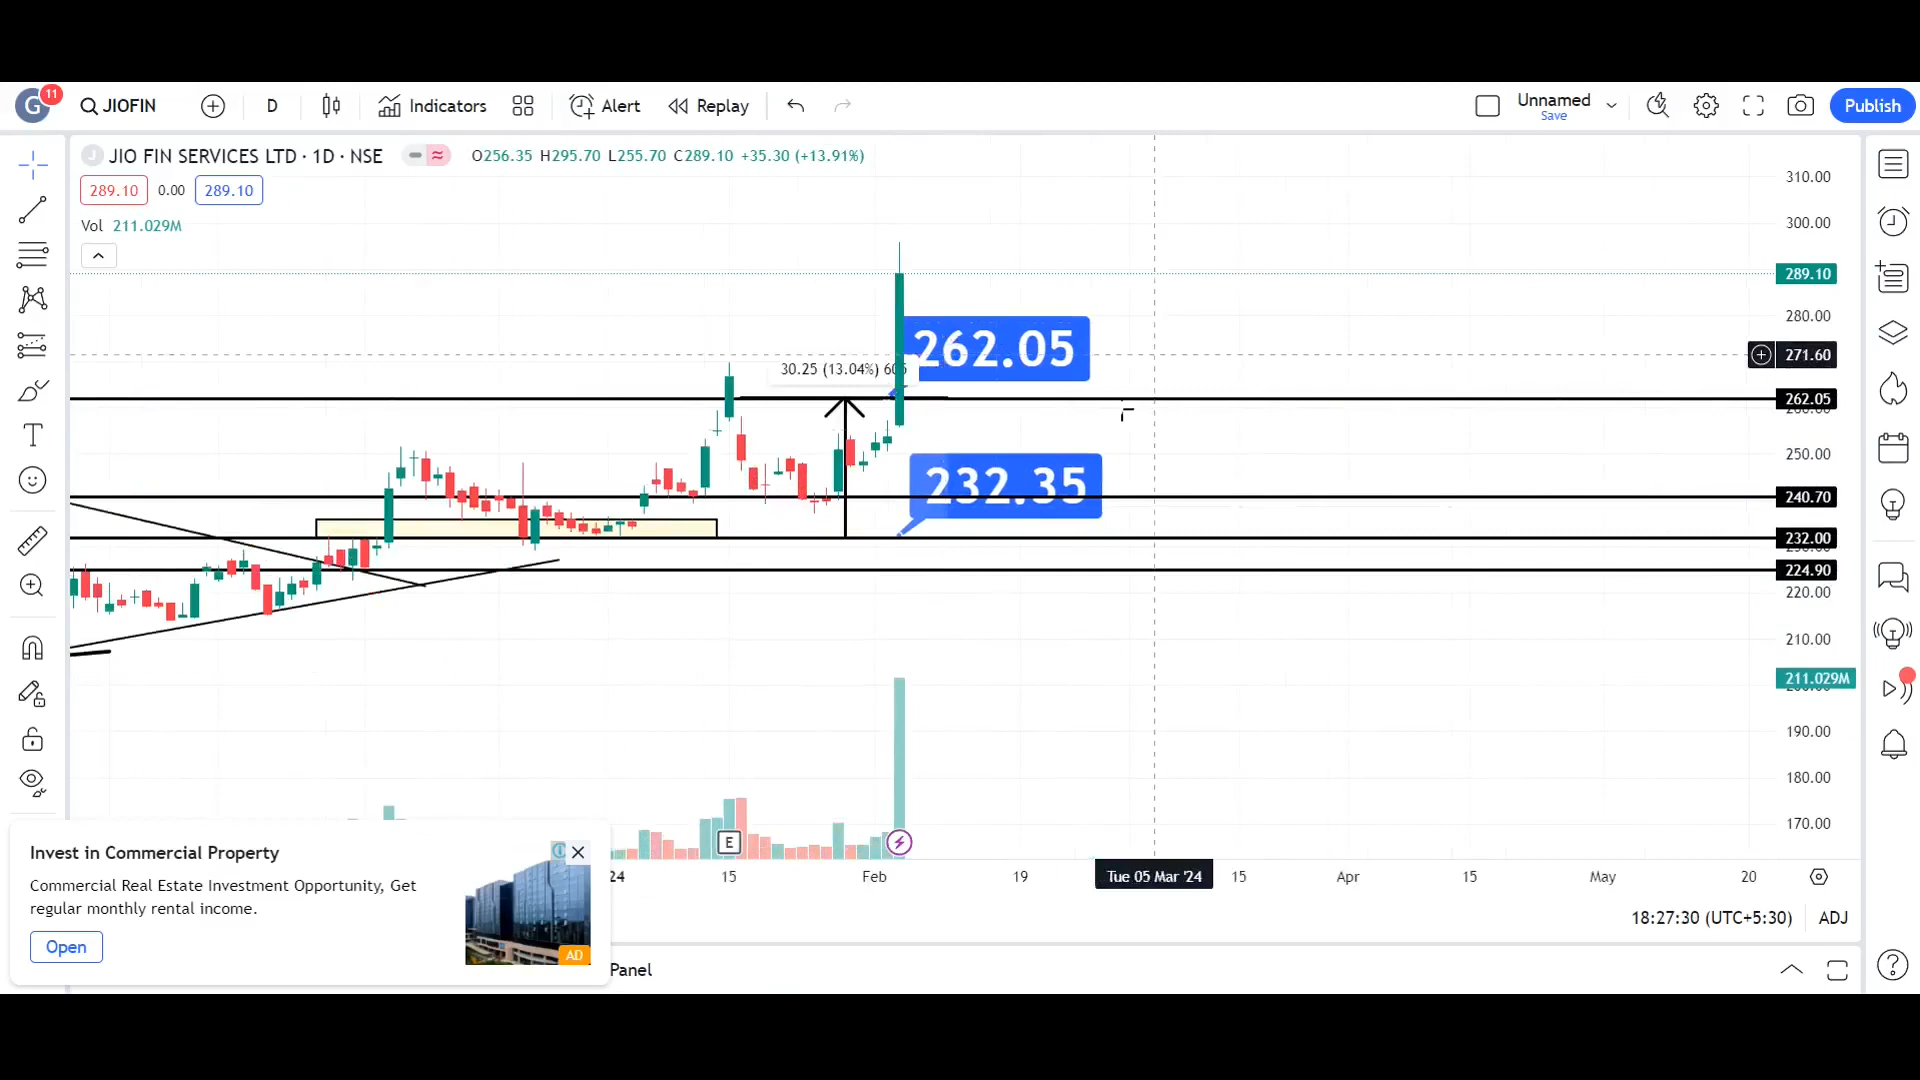 G 11 JIOFIN D Indicators Alert Replay Unnamed Save Publish
JIO FIN SERVICES LTD · 1D · NSE O256.35 H295.70 L255.70 C289.10 +35.30 (+13.91%)
289.10 0.00 289.10
Vol 211.029M
310.00
300.00
289.10
280.00
262.05
271.60
30.25 (13.04%)
262.05
250.00
232.35
240.70
232.00
224.90
220.00
210.00
211.029M
190.00
180.00
170.00
E
24 15 Feb 19 Tue 05 Mar '24 15 Apr 15 May 20
Invest in Commercial Property
Commercial Real Estate Investment Opportunity, Get
regular monthly rental income.
Open
AD
18:27:30 (UTC+5:30) ADJ
Panel